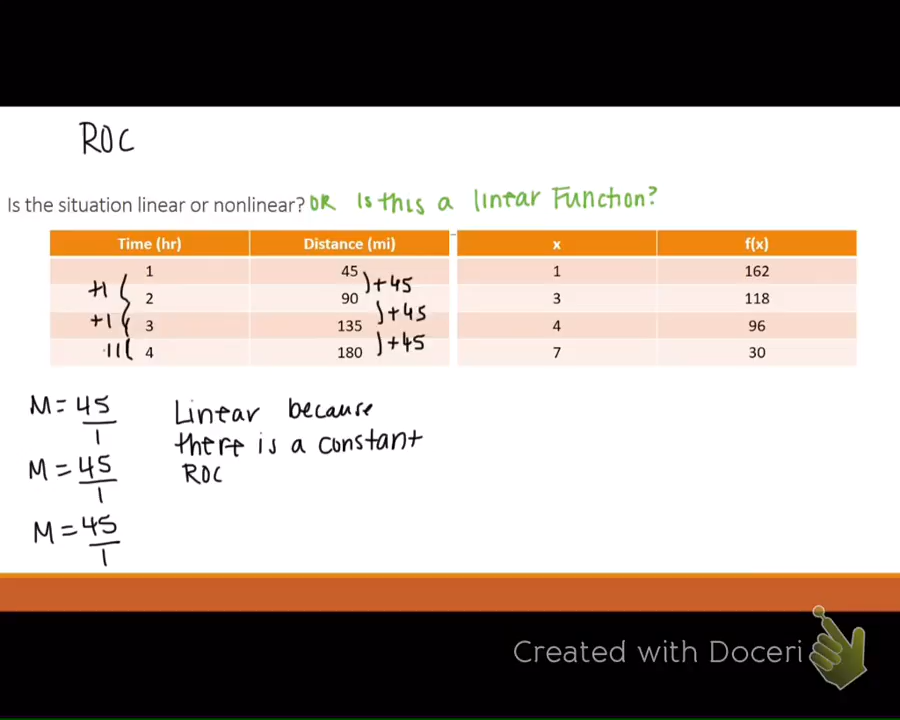 ROC
Is the situation linear or nonlinear? OR Is this a linear Function?
Time (hr) Distance (mi) x f(x)
1 45 1 162
2 90 3 118
3 135 4 96
4 180 7 30
+1 +45
+1 +45
+45
M = 45/1
M = 45/1
M = 45/1
Linear because
there is a constant
ROC
Created with Doceri